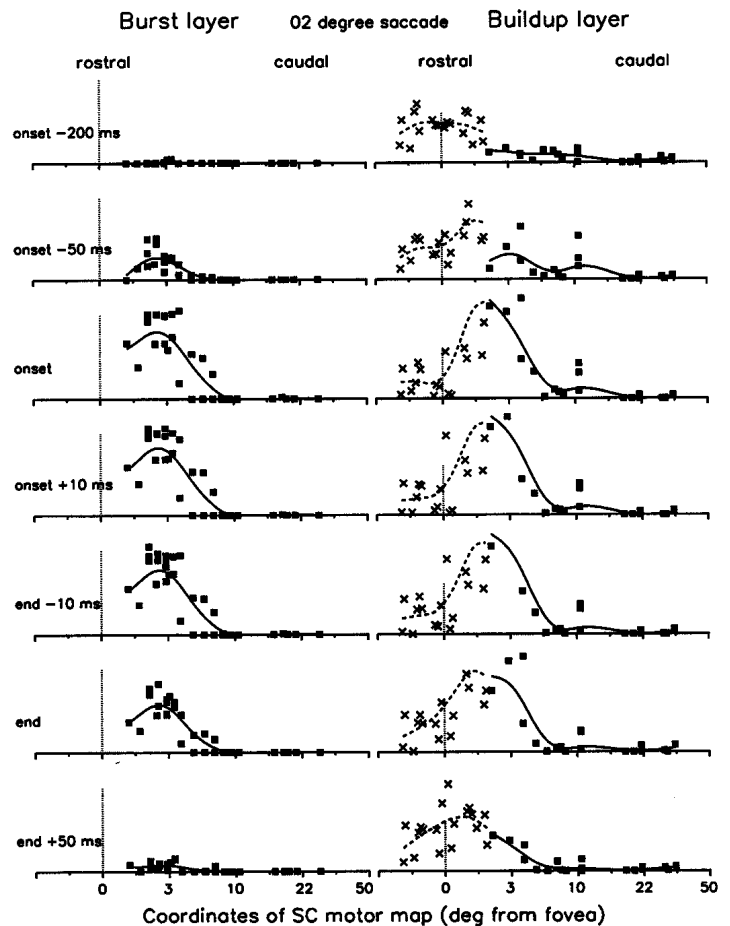 Burst layer 02 degree saccade Buildup layer
rostral caudal rostral caudal
onset -200 ms
onset -50 ms
onset
onset +10 ms
end -10 ms
end
end +50 ms
0 3 10 22 50 0 3 10 22 50
Coordinates of SC motor map (deg from fovea)